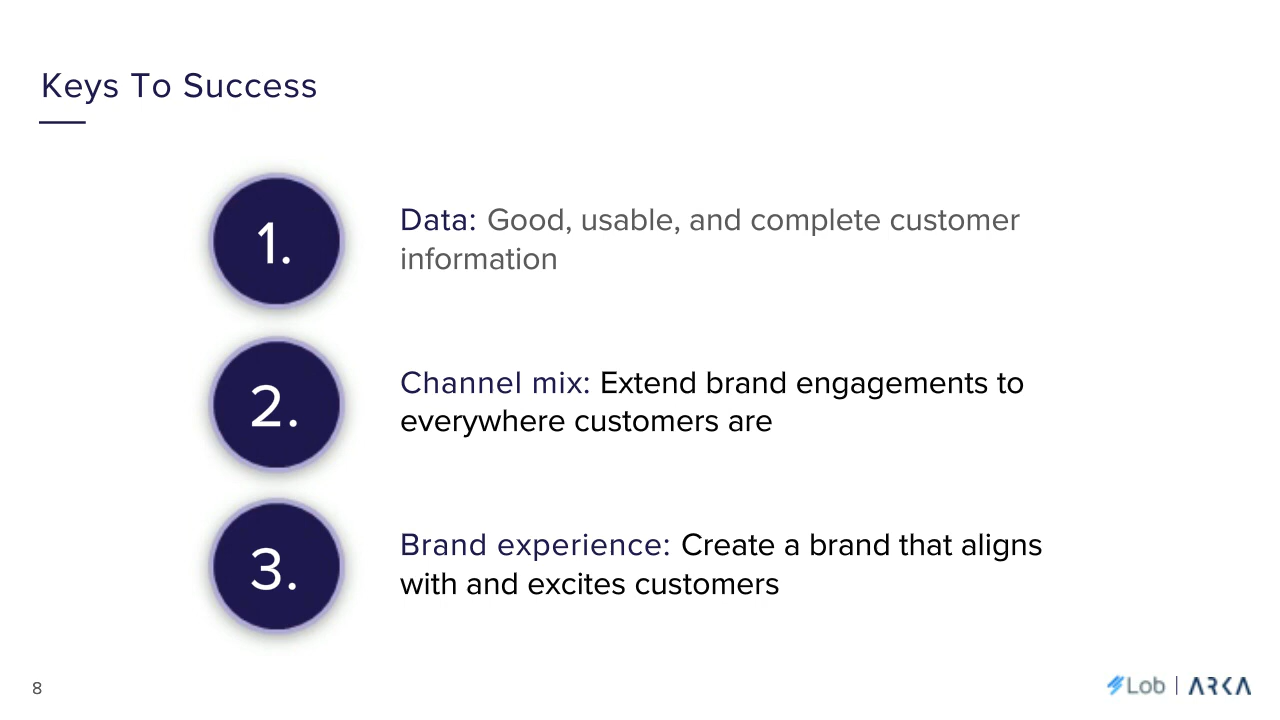 Keys To Success
1.
Data: Good, usable, and complete customer
information
2.
Channel mix: Extend brand engagements to
everywhere customers are
3.
Brand experience: Create a brand that aligns
with and excites customers
8
Lob | ARKA